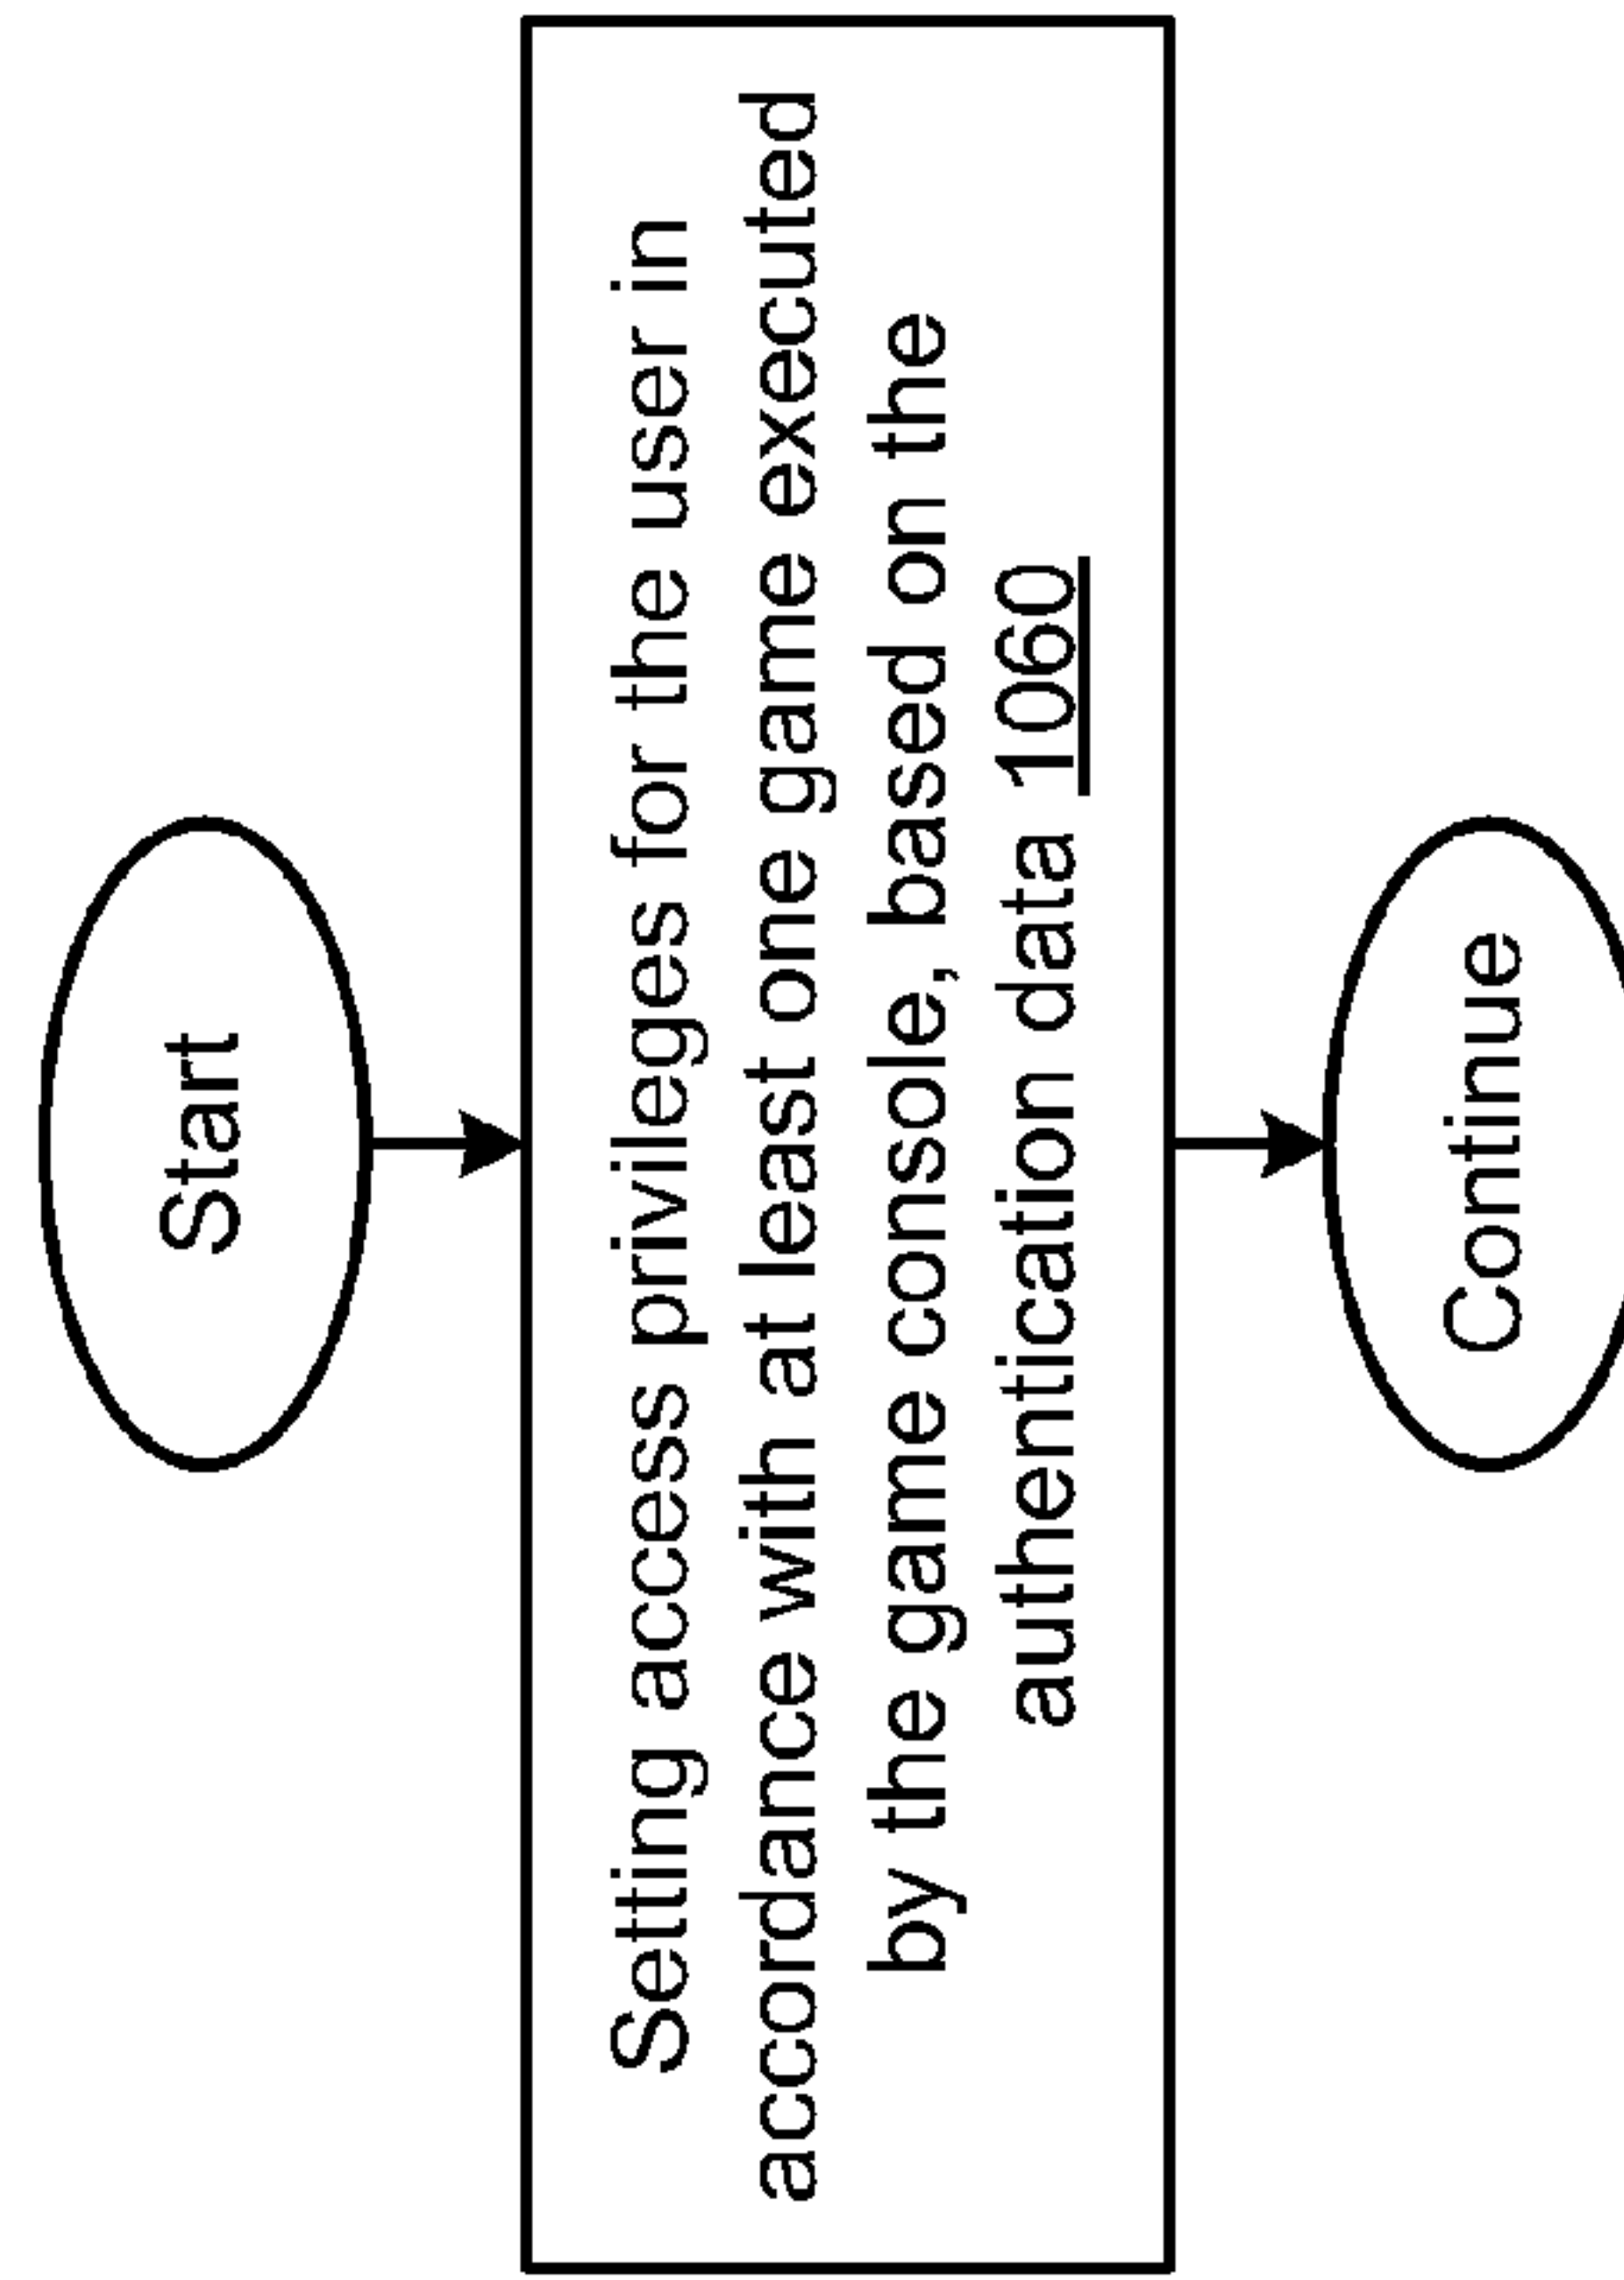 Start
Setting access privileges for the user in
accordance with at least one game executed
by the game console, based on the
authentication data 1060
Continue